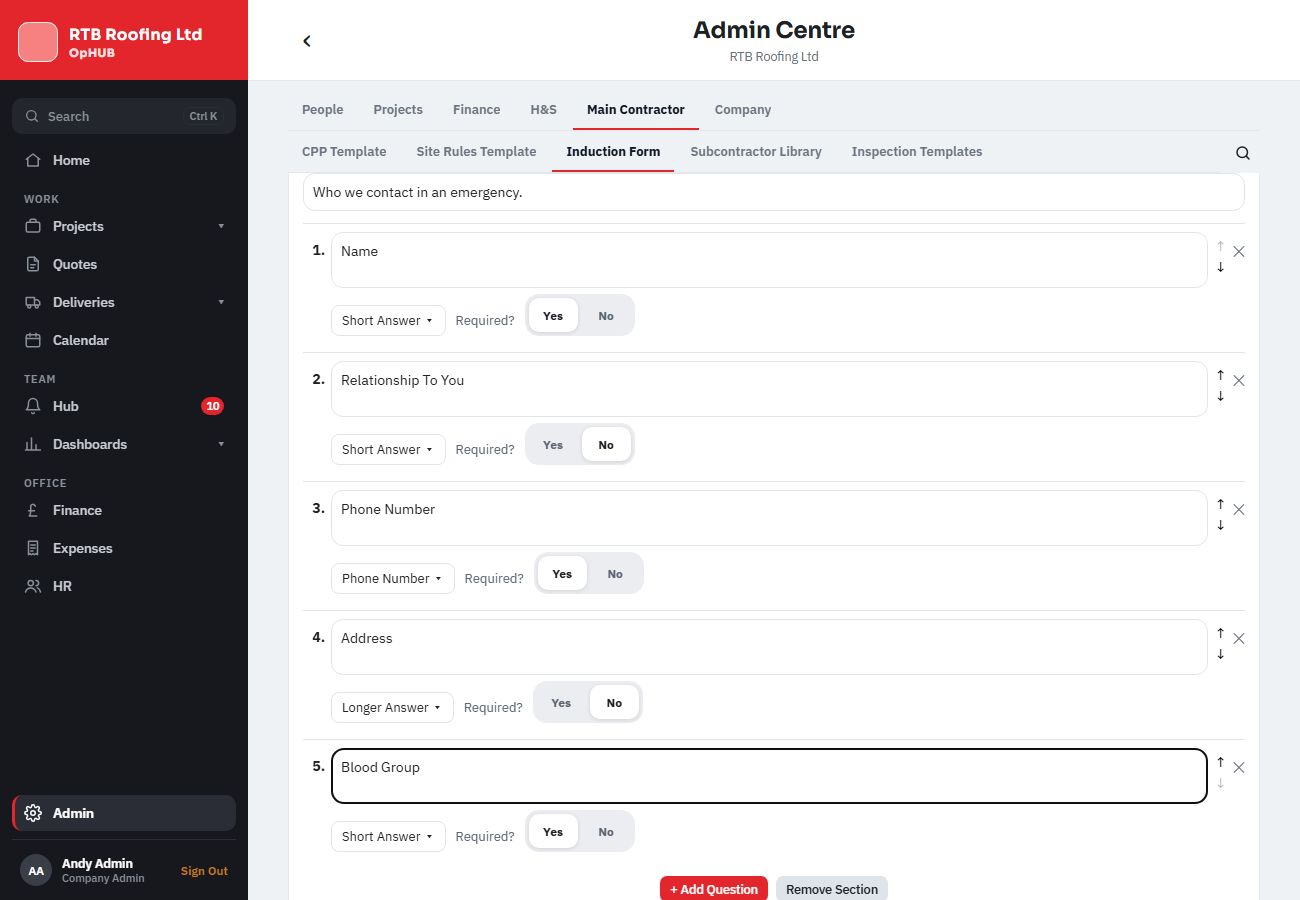 RTB Roofing Ltd
OpHUB
Search Ctrl K
Home
WORK
Projects
Quotes
Deliveries
Calendar
TEAM
Hub 10
Dashboards
OFFICE
Finance
Expenses
HR
Admin
AA
Andy Admin
Company Admin
Sign Out
Admin Centre
RTB Roofing Ltd
People Projects Finance H&S Main Contractor Company
CPP Template Site Rules Template Induction Form Subcontractor Library Inspection Templates
Who we contact in an emergency.
1. Name
Short Answer Required? Yes No
2. Relationship To You
Short Answer Required? Yes No
3. Phone Number
Phone Number Required? Yes No
4. Address
Longer Answer Required? Yes No
5. Blood Group
Short Answer Required? Yes No
+ Add Question Remove Section